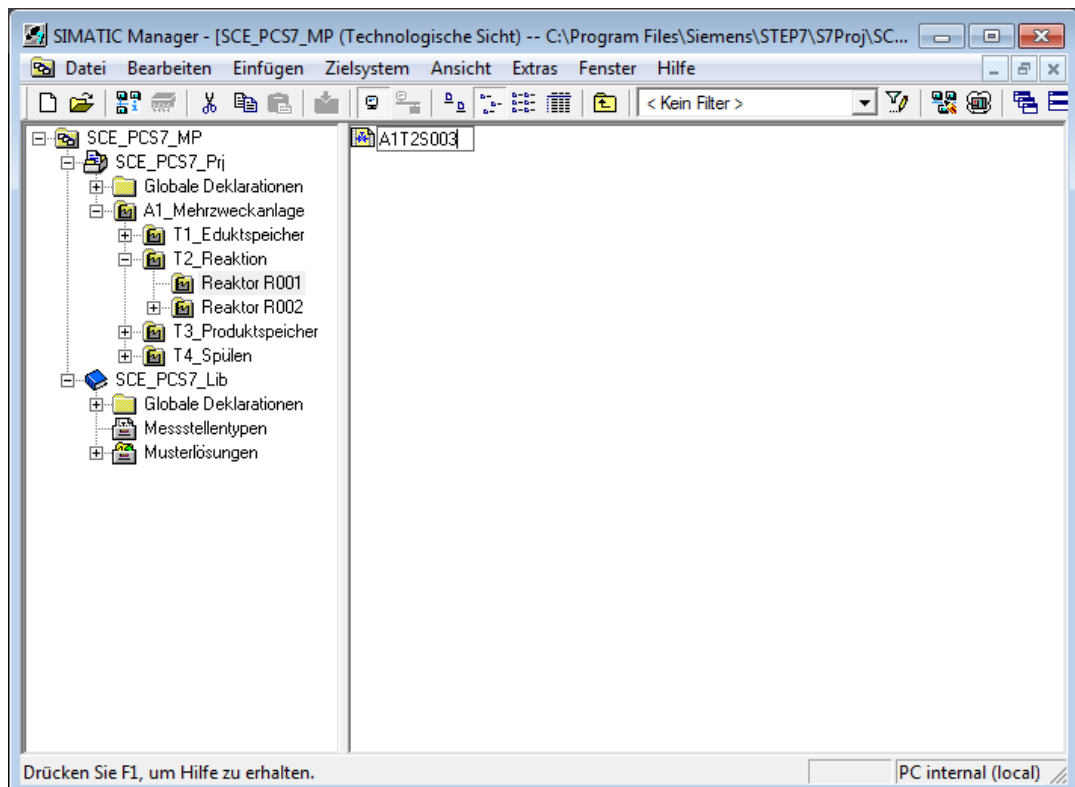 SIMATIC Manager - [SCE_PCS7_MP (Technologische Sicht) -- C:\Program Files\Siemens\STEP7\S7Proj\SC...
Datei Bearbeiten Einfügen Zielsystem Ansicht Extras Fenster Hilfe
< Kein Filter >
SCE_PCS7_MP
SCE_PCS7_Prj
Globale Deklarationen
A1_Mehrzweckanlage
T1_Eduktspeicher
T2_Reaktion
Reaktor R001
Reaktor R002
T3_Produktspeicher
T4_Spülen
SCE_PCS7_Lib
Globale Deklarationen
Messstellentypen
Musterlösungen
A1T2S003
Drücken Sie F1, um Hilfe zu erhalten.
PC internal (local)